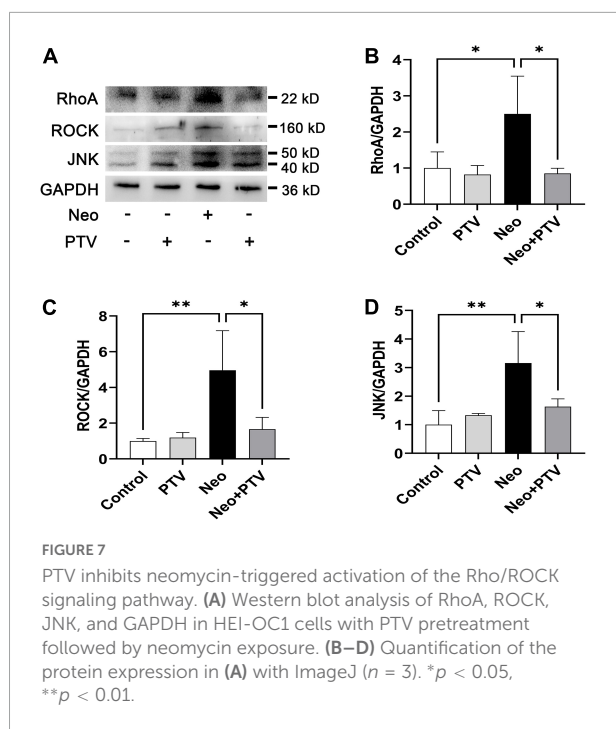 A
RhoA
22 kD
ROCK
160 kD
JNK
50 kD
40 kD
GAPDH
36 kD
Neo - - + -
PTV - + - +
B
RhoA/GAPDH
4
3
2
1
0
* *
Control PTV Neo Neo+PTV
C
ROCK/GAPDH
8
6
4
2
0
** *
Control PTV Neo Neo+PTV
D
JNK/GAPDH
5
4
3
2
1
0
** *
Control PTV Neo Neo+PTV
FIGURE 7
PTV inhibits neomycin-triggered activation of the Rho/ROCK
signaling pathway. (A) Western blot analysis of RhoA, ROCK,
JNK, and GAPDH in HEI-OC1 cells with PTV pretreatment
followed by neomycin exposure. (B–D) Quantification of the
protein expression in (A) with ImageJ (n = 3). *p < 0.05,
**p < 0.01.